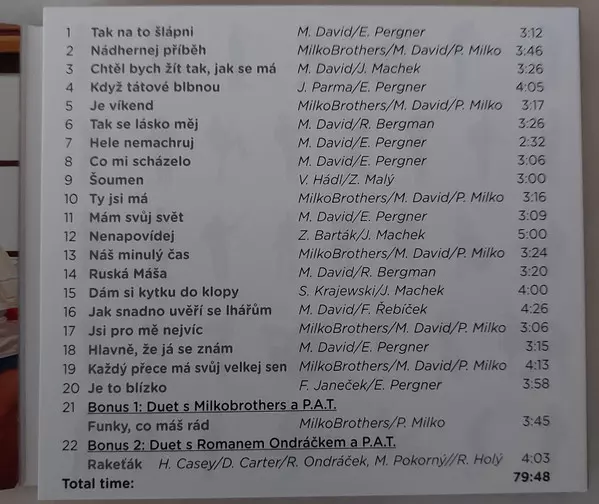 1 Tak na to šlápni M. David/E. Pergner 3:12
2 Nádhernej příběh MilkoBrothers/M. David/P. Milko 3:46
3 Chtěl bych žít tak, jak se má M. David/J. Machek 3:26
4 Když tátové blbnou J. Parma/E. Pergner 4:05
5 Je víkend MilkoBrothers/M. David/P. Milko 3:17
6 Tak se lásko měj M. David/R. Bergman 3:26
7 Hele nemachruj M. David/E. Pergner 2:32
8 Co mi scházelo M. David/E. Pergner 3:06
9 Šoumen V. Hádl/Z. Malý 3:00
10 Ty jsi má MilkoBrothers/M. David/P. Milko 3:16
11 Mám svůj svět M. David/E. Pergner 3:09
12 Nenapovídej Z. Barták/J. Machek 5:00
13 Náš minulý čas MilkoBrothers/M. David/P. Milko 3:24
14 Ruská Máša M. David/R. Bergman 3:20
15 Dám si kytku do klopy S. Krajewski/J. Machek 4:00
16 Jak snadno uvěří se lhářům M. David/F. Řebíček 4:26
17 Jsi pro mě nejvíc MilkoBrothers/M. David/P. Milko 3:06
18 Hlavně, že já se znám M. David/E. Pergner 3:15
19 Každý přece má svůj velkej sen MilkoBrothers/M. David/P. Milko 4:13
20 Je to blízko F. Janeček/E. Pergner 3:58
21 Bonus 1: Duet s Milkobrothers a P.A.T.
Funky, co máš rád MilkoBrothers/P. Milko 3:45
22 Bonus 2: Duet s Romanem Ondráčkem a P.A.T.
Raketák H. Casey/D. Carter/R. Ondráček, M. Pokorný//R. Holý 4:03
Total time: 79:48